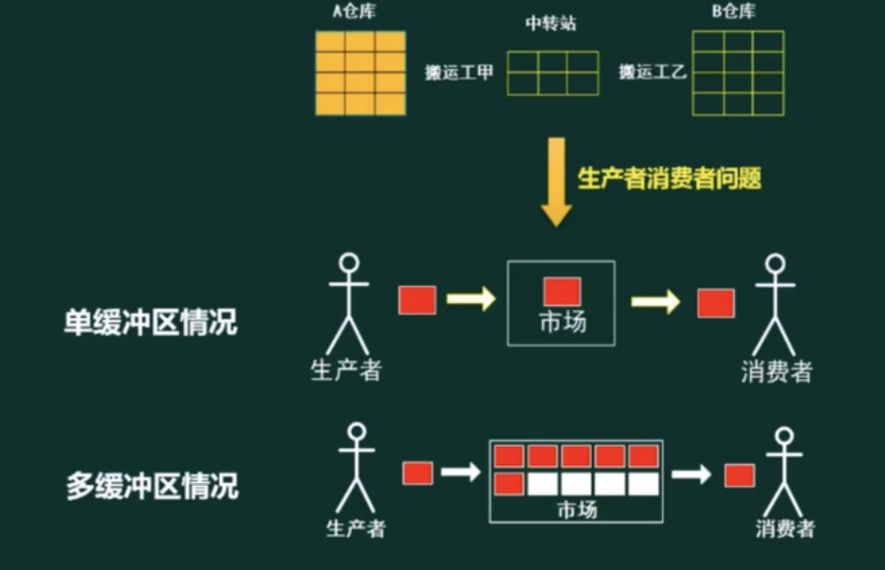 A仓库
中转站
B仓库
搬运工甲
搬运工乙
生产者消费者问题
单缓冲区情况
市场
生产者
消费者
多缓冲区情况
市场
生产者
消费者